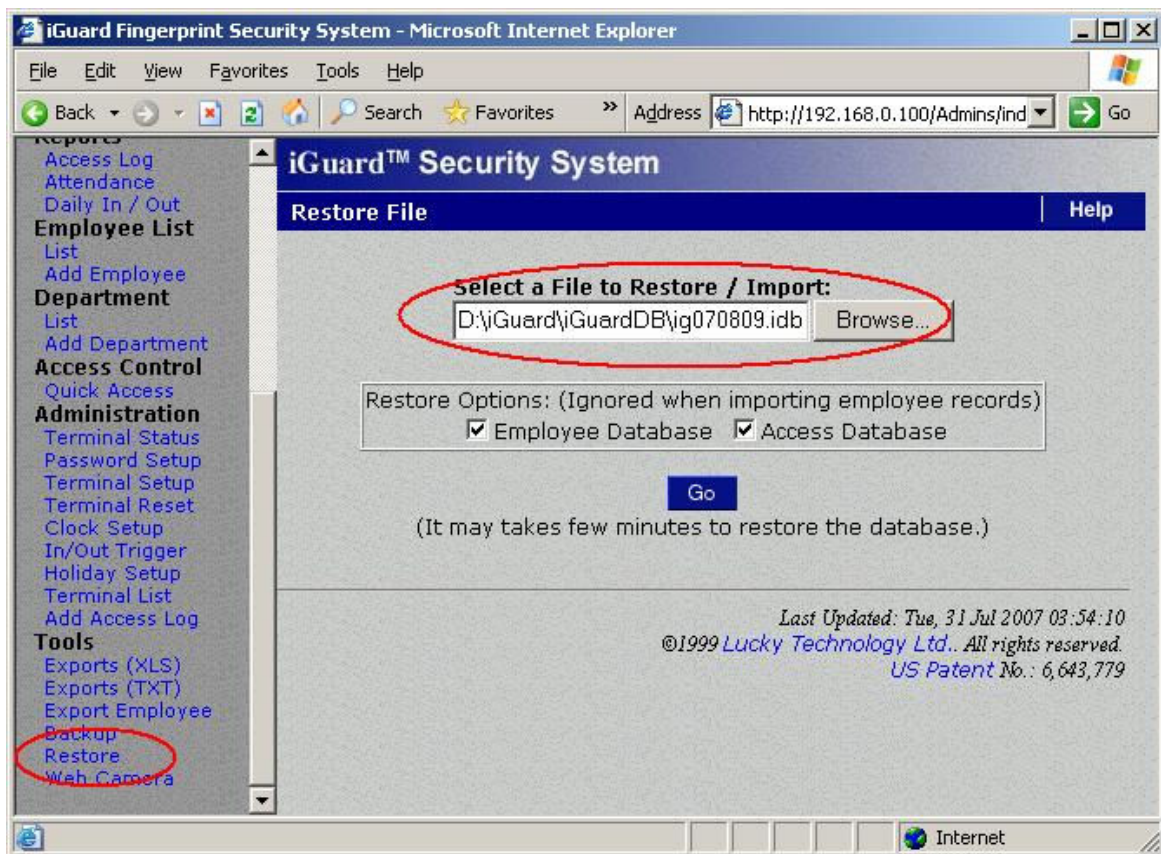 iGuard Fingerprint Security System - Microsoft Internet Explorer
File Edit View Favorites Tools Help
Back Search Favorites » Address http://192.168.0.100/Admins/ind Go
Reports
Access Log
Attendance
Daily In / Out
Employee List
List
Add Employee
Department
List
Add Department
Access Control
Quick Access
Administration
Terminal Status
Password Setup
Terminal Setup
Terminal Reset
Clock Setup
In/Out Trigger
Holiday Setup
Terminal List
Add Access Log
Tools
Exports (XLS)
Exports (TXT)
Export Employee
Backup
Restore
Web Camera
iGuard™ Security System
Restore File | Help
Select a File to Restore / Import:
D:\iGuard\iGuardDB\ig070809.idb Browse...
Restore Options: (Ignored when importing employee records)
Employee Database Access Database
Go
(It may takes few minutes to restore the database.)
Last Updated: Tue, 31 Jul 2007 03:54:10
©1999 Lucky Technology Ltd.. All rights reserved.
US Patent No.: 6,643,779
Internet